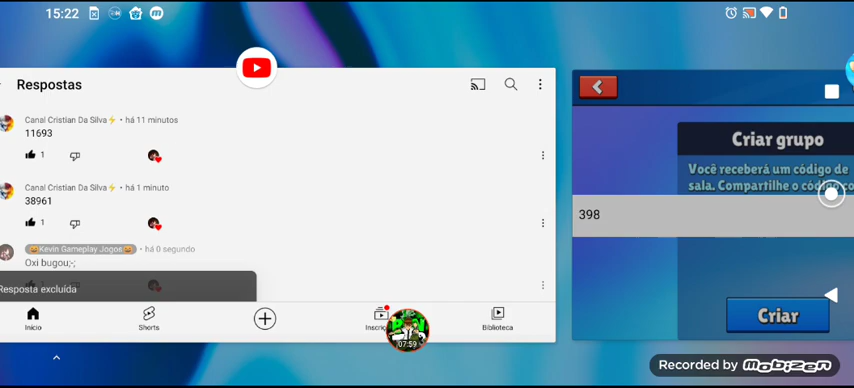 15:22
Respostas
Canal Cristian Da Silva⚡ • há 11 minutos
11693
1
Canal Cristian Da Silva⚡ • há 1 minuto
38961
1
😸Kevin Gameplay Jogos😸 • há 0 segundo
Oxi bugou;-;
Resposta excluída
Início
Shorts
Biblioteca
07:59
Criar grupo
Você receberá um código de
sala. Compartilhe o código
398
Criar
Recorded by mobizen